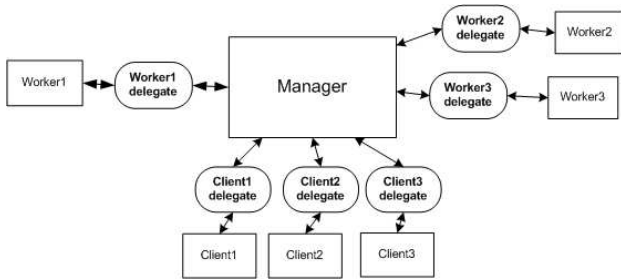 Worker2
delegate
Worker2
Worker1
Worker1
delegate
Manager
Worker3
delegate
Worker3
Client1
delegate
Client2
delegate
Client3
delegate
Client1
Client2
Client3